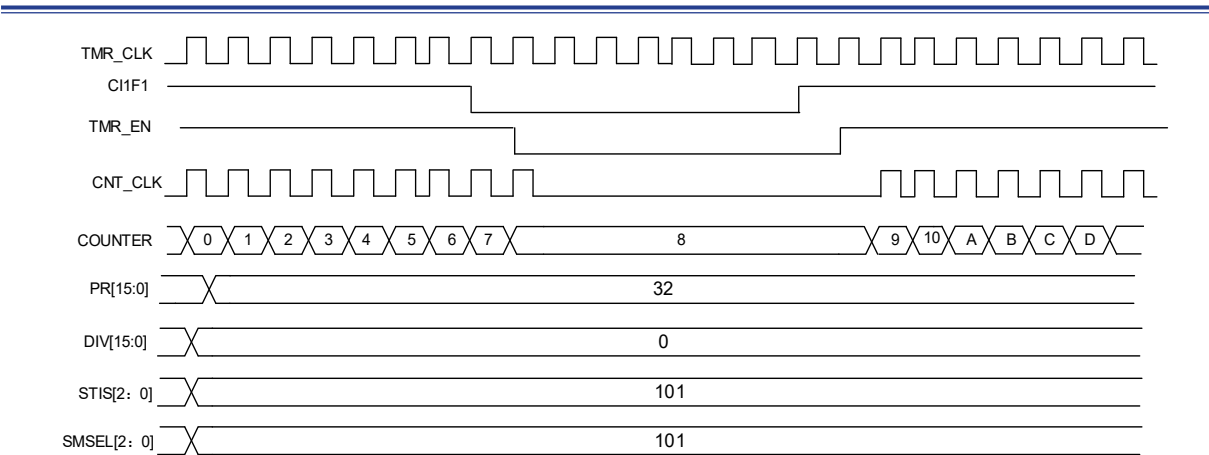 TMR_CLK
CI1F1
TMR_EN
CNT_CLK
COUNTER 0 1 2 3 4 5 6 7 8 9 10 A B C D
PR[15:0] 32
DIV[15:0] 0
STIS[2：0] 101
SMSEL[2：0] 101